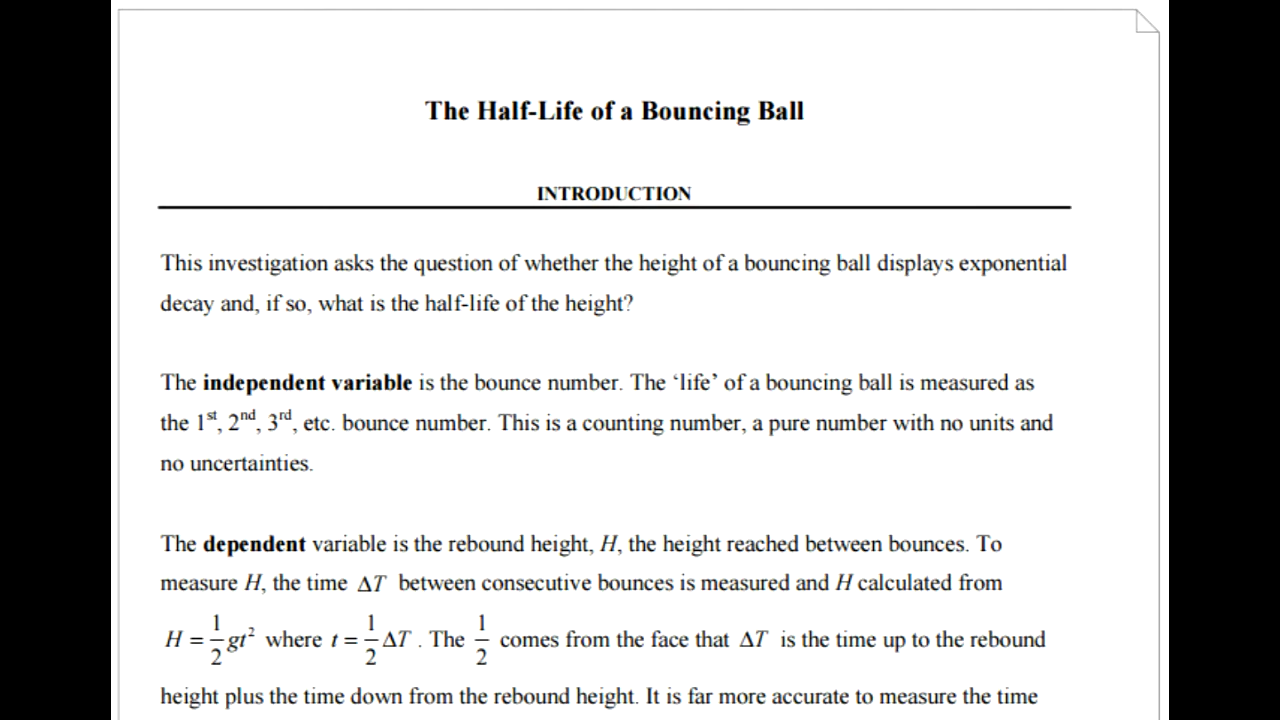 The Half-Life of a Bouncing Ball
INTRODUCTION
This investigation asks the question of whether the height of a bouncing ball displays exponential
decay and, if so, what is the half-life of the height?
The independent variable is the bounce number. The ‘life’ of a bouncing ball is measured as
the 1st, 2nd, 3rd, etc. bounce number. This is a counting number, a pure number with no units and
no uncertainties.
The dependent variable is the rebound height, H, the height reached between bounces. To
measure H, the time ΔT between consecutive bounces is measured and H calculated from
H = 1/2 gt² where t = 1/2 ΔT. The 1/2 comes from the face that ΔT is the time up to the rebound
height plus the time down from the rebound height. It is far more accurate to measure the time